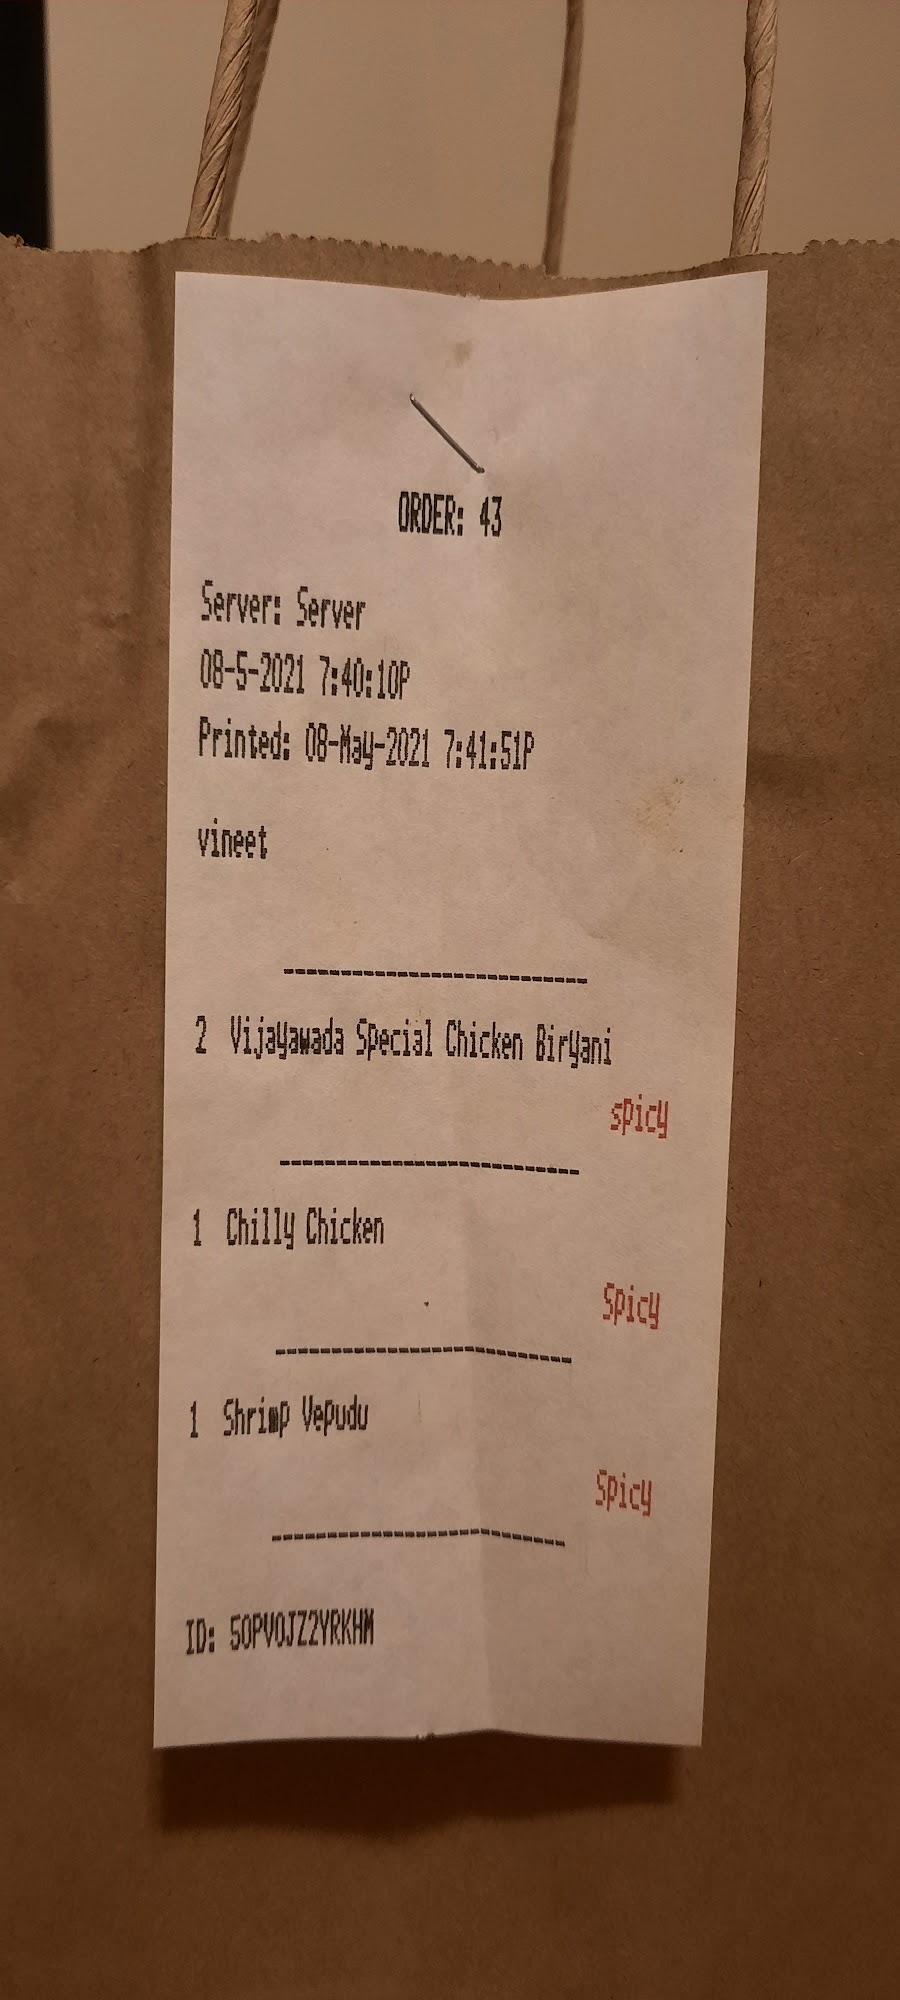 ORDER: 43
Server: Server
08-5-2021 7:40:10P
Printed: 08-May-2021 7:41:51P
vineet
2 Vijayawada Special Chicken Biryani
spicy
1 Chilly Chicken
Spicy
1 Shrimp Vepudu
Spicy
ID: 5OPVOJZ2YRKHM